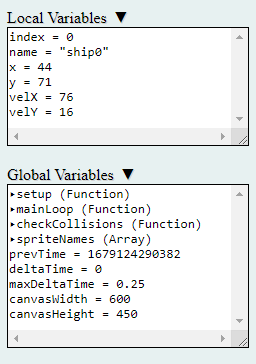 Local Variables ▼
index = 0
name = "ship0"
x = 44
y = 71
velX = 76
velY = 16
Global Variables ▼
▸setup (Function)
▸mainLoop (Function)
▸checkCollisions (Function)
▸spriteNames (Array)
prevTime = 1679124290382
deltaTime = 0
maxDeltaTime = 0.25
canvasWidth = 600
canvasHeight = 450